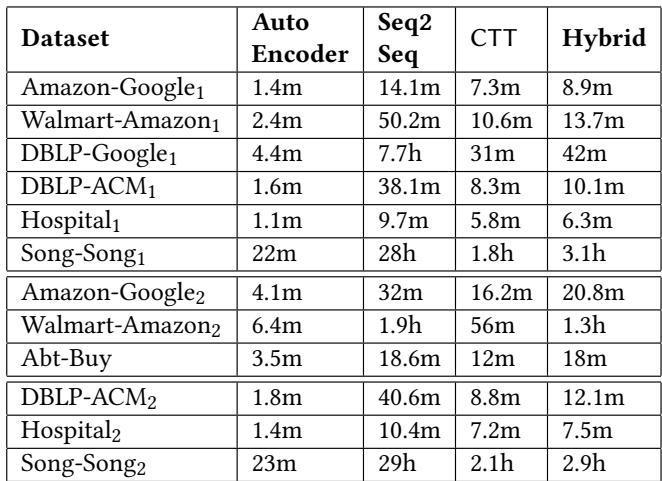 Dataset Auto Encoder Seq2 Seq CTT Hybrid
Amazon-Google₁ 1.4m 14.1m 7.3m 8.9m
Walmart-Amazon₁ 2.4m 50.2m 10.6m 13.7m
DBLP-Google₁ 4.4m 7.7h 31m 42m
DBLP-ACM₁ 1.6m 38.1m 8.3m 10.1m
Hospital₁ 1.1m 9.7m 5.8m 6.3m
Song-Song₁ 22m 28h 1.8h 3.1h
Amazon-Google₂ 4.1m 32m 16.2m 20.8m
Walmart-Amazon₂ 6.4m 1.9h 56m 1.3h
Abt-Buy 3.5m 18.6m 12m 18m
DBLP-ACM₂ 1.8m 40.6m 8.8m 12.1m
Hospital₂ 1.4m 10.4m 7.2m 7.5m
Song-Song₂ 23m 29h 2.1h 2.9h